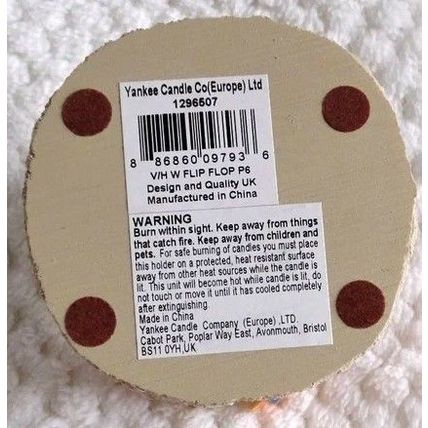 Yankee Candle Co(Europe) Ltd
1296507
8 86860 09793 6
V/H W FLIP FLOP P6
Design and Quality UK
Manufactured in China
WARNING
Burn within sight. Keep away from things
that catch fire. Keep away from children and
pets. For safe burning of candles you must place
this holder on a protected, heat resistant surface
away from other heat sources while the candle is
lit. This unit will become hot while candle is lit, do
not touch or move it until it has cooled completely
after extinguishing.
Made in China
Yankee Candle Company (Europe) .LTD.
Cabot Park, Poplar Way East, Avonmouth, Bristol
BS11 0YH,UK